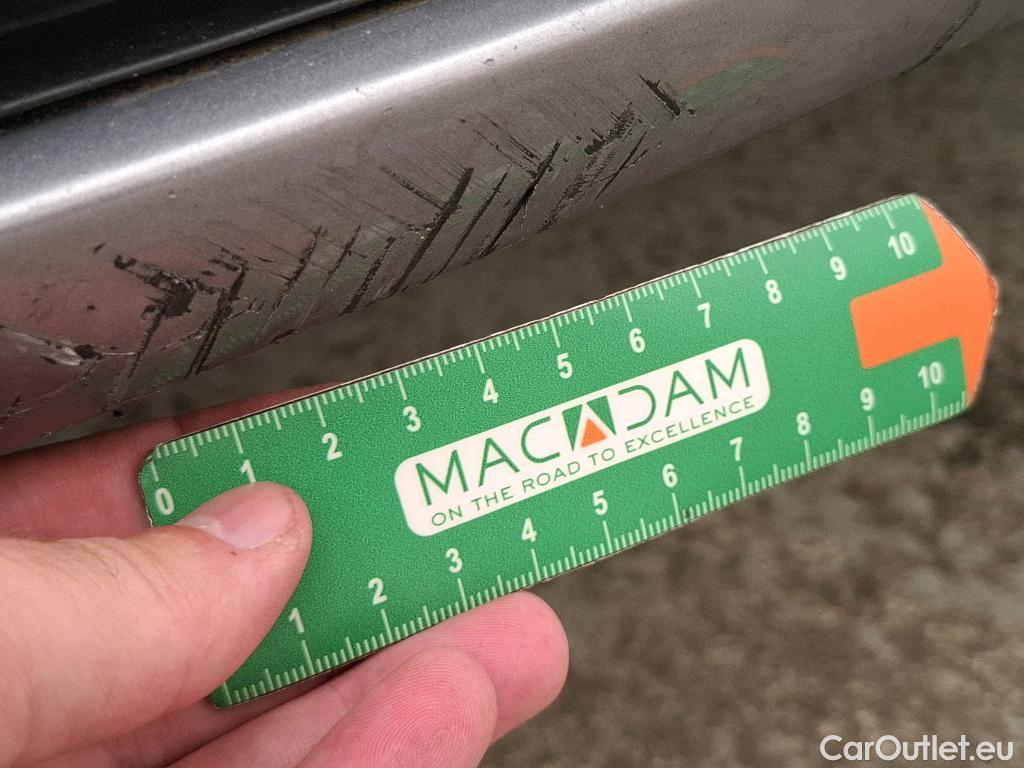 0 1 2 3 4 5 6 7 8 9 10
MACADAM
ON THE ROAD TO EXCELLENCE
1 2 3 4 5 6 7 8 9 10
CarOutlet.eu